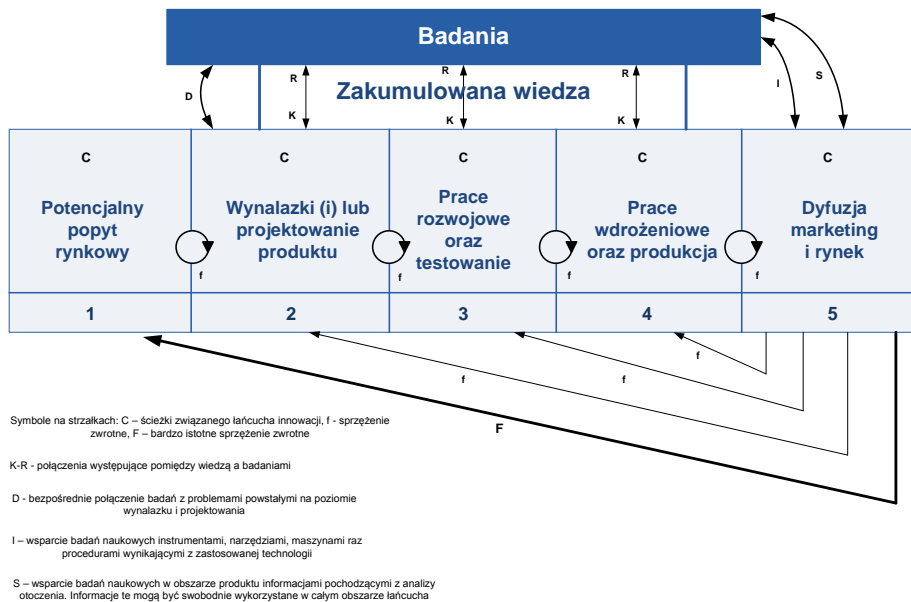 Badania
Zakumulowana wiedza
D
R
K
R
K
R
K
I
S
C
C
C
C
C
Potencjalny
popyt
rynkowy
Wynalazki (i) lub
projektowanie
produktu
Prace
rozwojowe
oraz
testowanie
Prace
wdrożeniowe
oraz produkcja
Dyfuzja
marketing
i rynek
f
f
f
f
1
2
3
4
5
f
f
f
F
Symbole na strzałkach: C – ścieżki związanego łańcucha innowacji, f - sprzężenie
zwrotne, F – bardzo istotne sprzężenie zwrotne
K-R - połączenia występujące pomiędzy wiedzą a badaniami
D - bezpośrednie połączenie badań z problemami powstałymi na poziomie
wynalazku i projektowania
I – wsparcie badań naukowych instrumentami, narzędziami, maszynami raz
procedurami wynikającymi z zastosowanej technologii
S – wsparcie badań naukowych w obszarze produktu informacjami pochodzącymi z analizy
otoczenia. Informacje te mogą być swobodnie wykorzystane w całym obszarze łańcucha